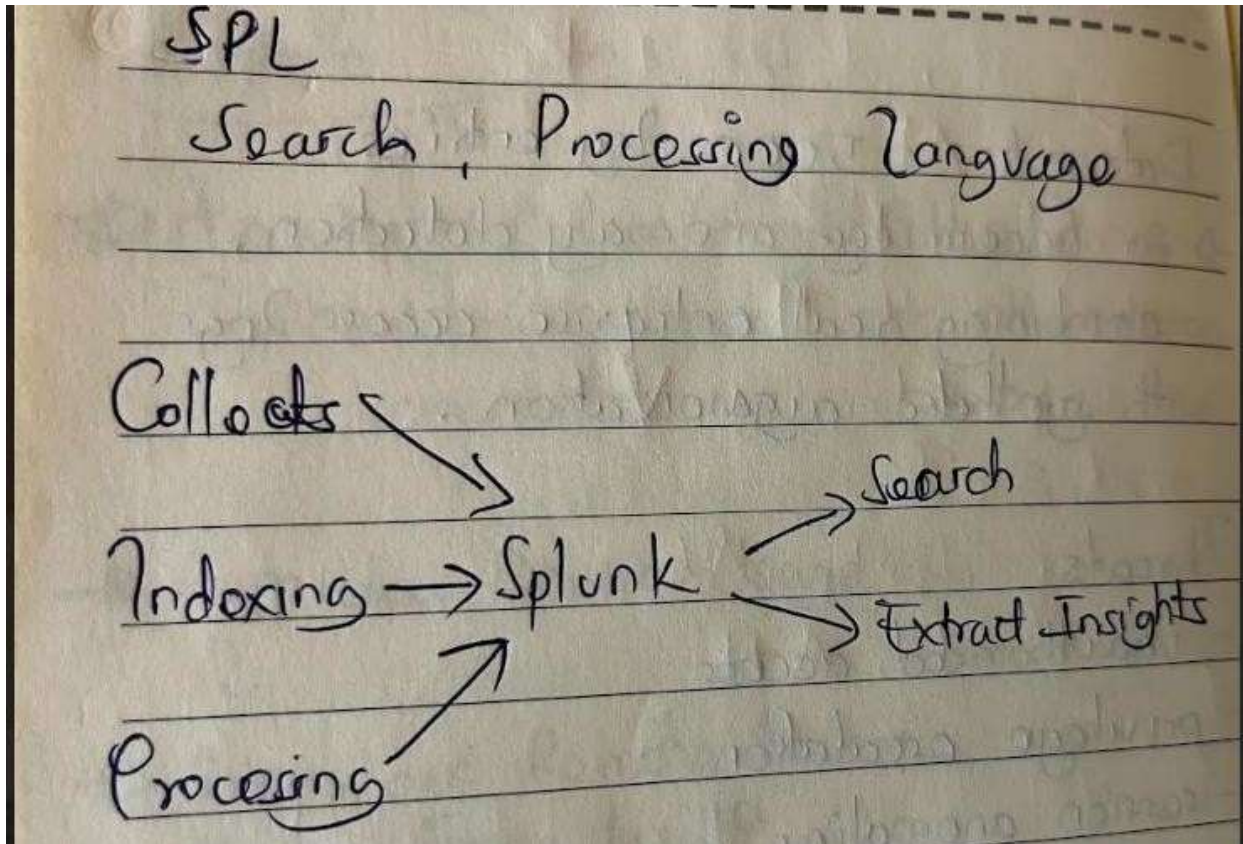 SPL
Search, Processing Language
Collects
Search
Indexing → Splunk
Extract Insights
Processing